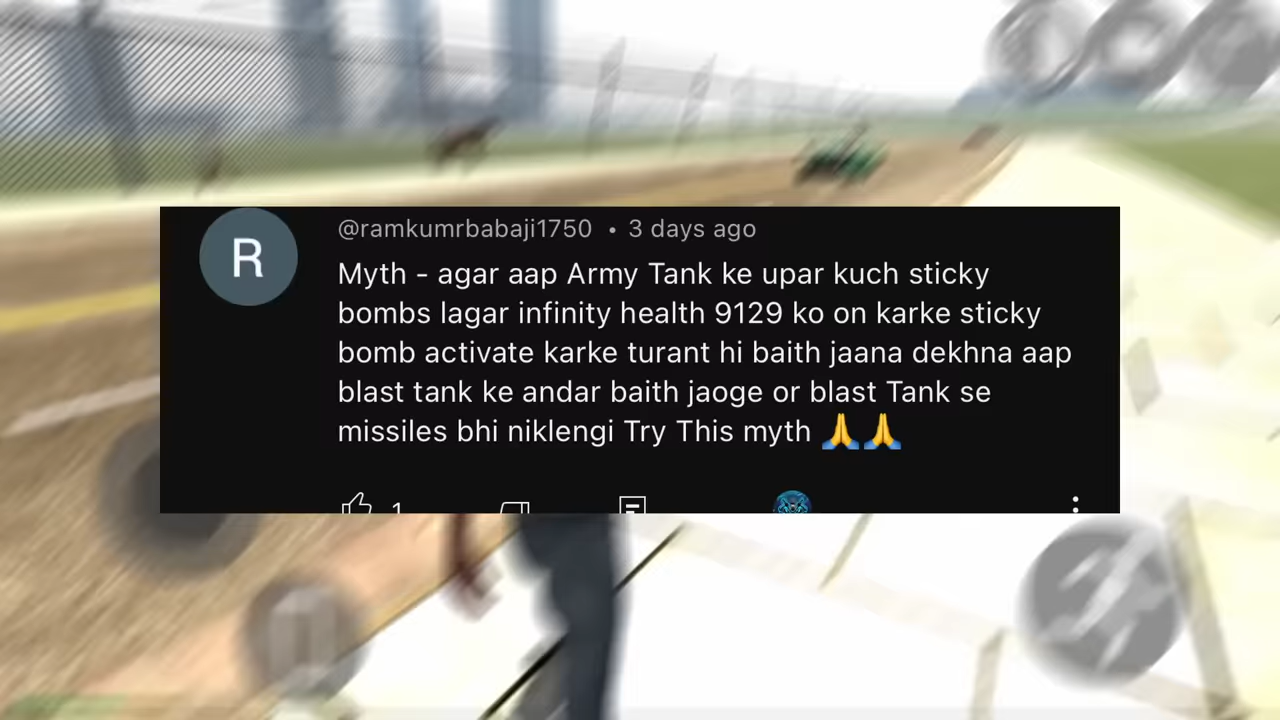 R
@ramkumrbabaji1750 • 3 days ago
Myth - agar aap Army Tank ke upar kuch sticky
bombs lagar infinity health 9129 ko on karke sticky
bomb activate karke turant hi baith jaana dekhna aap
blast tank ke andar baith jaoge or blast Tank se
missiles bhi niklengi Try This myth 🙏🙏
1